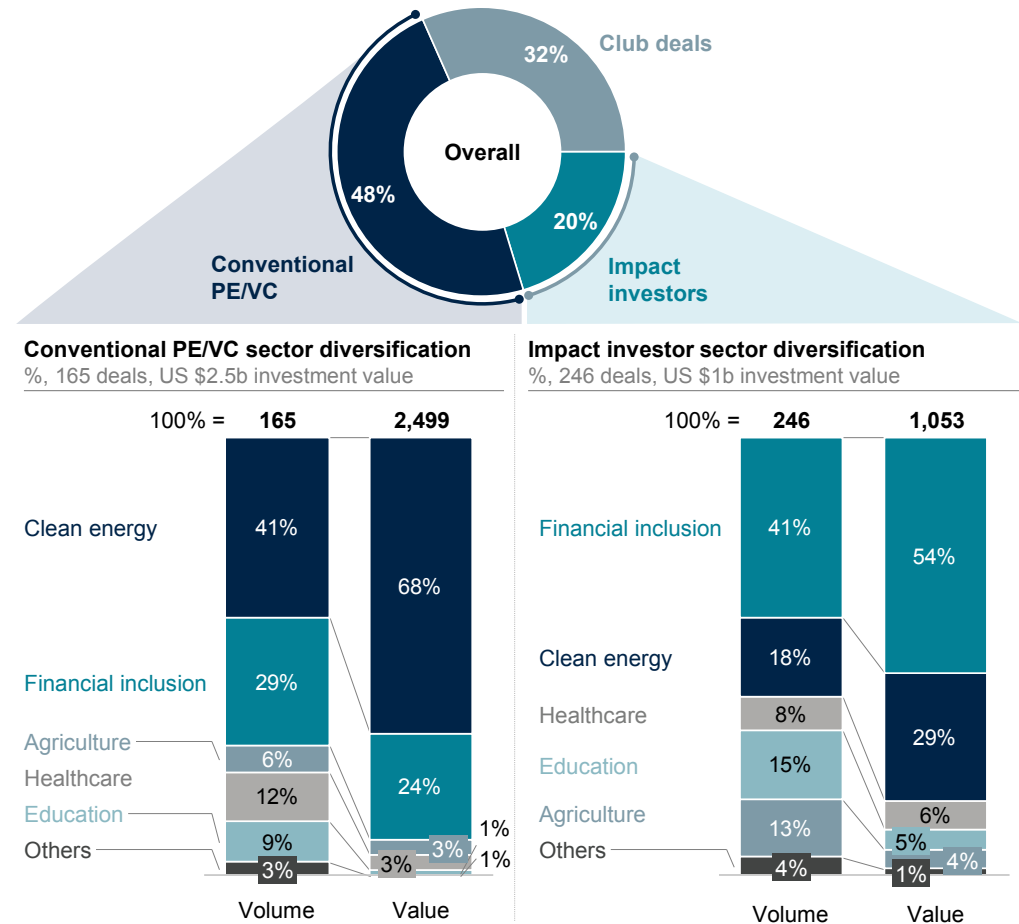 Club deals
32%
Overall
48%
20%
Conventional
PE/VC
Impact
investors
Conventional PE/VC sector diversification
%, 165 deals, US $2.5b investment value
100% = 165 2,499
Clean energy 41% 68%
Financial inclusion 29% 24%
Agriculture 6% 3% 1%
Healthcare 12% 3% 1%
Education 9%
Others 3%
Volume Value
Impact investor sector diversification
%, 246 deals, US $1b investment value
100% = 246 1,053
Financial inclusion 41% 54%
Clean energy 18% 29%
Healthcare 8% 6%
Education 15% 5%
Agriculture 13% 4%
Others 4% 1%
Volume Value